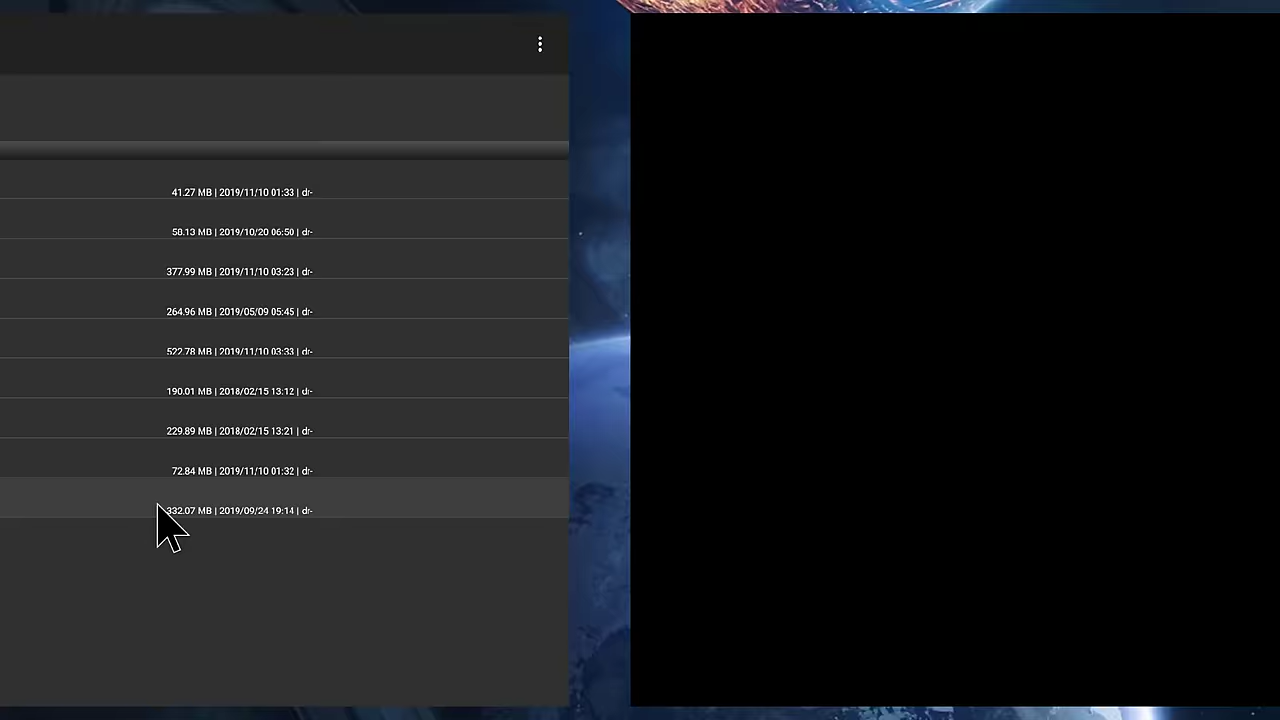 41.27 MB | 2019/11/10 01:33 | dr-
58.13 MB | 2019/10/20 06:50 | dr-
377.99 MB | 2019/11/10 03:23 | dr-
264.96 MB | 2019/05/09 05:45 | dr-
522.78 MB | 2019/11/10 03:33 | dr-
190.01 MB | 2018/02/15 13:12 | dr-
229.89 MB | 2018/02/15 13:21 | dr-
72.84 MB | 2019/11/10 01:32 | dr-
332.07 MB | 2019/09/24 19:14 | dr-